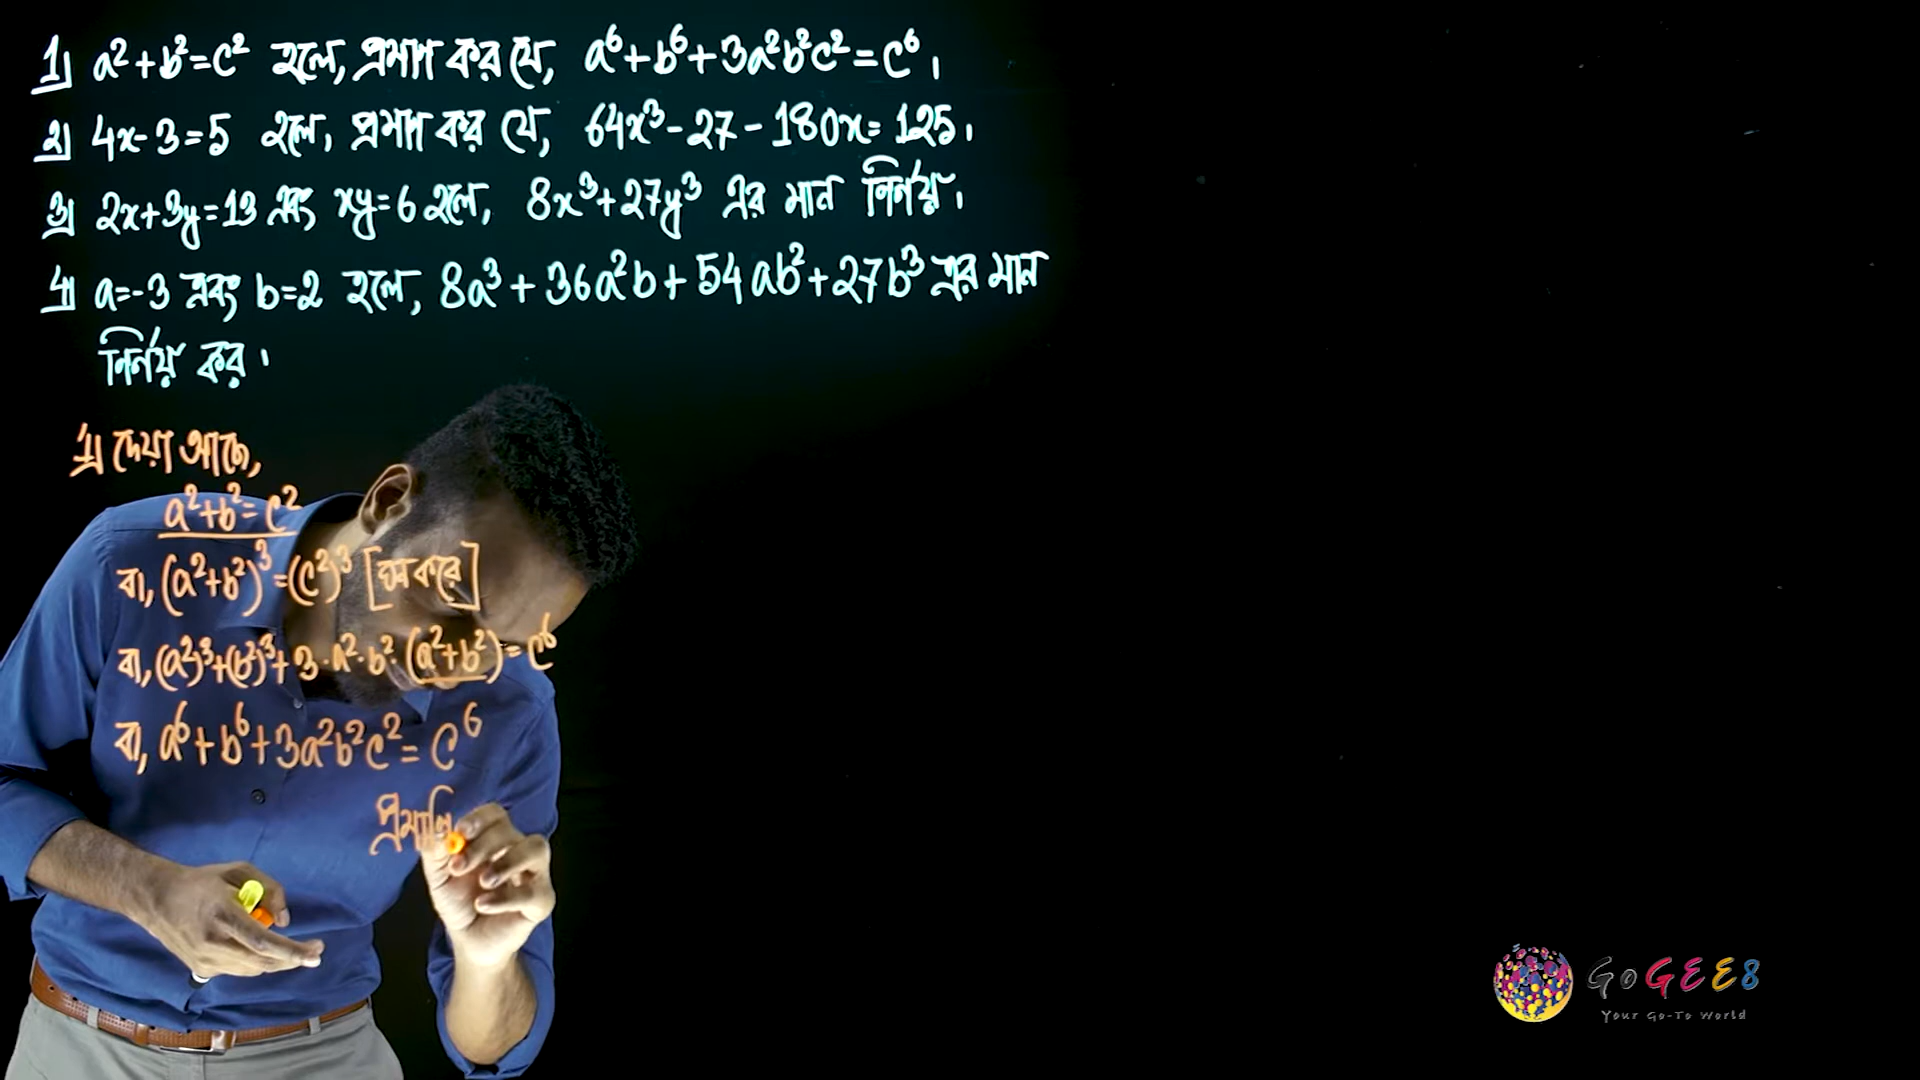 ১। a²+b²=c² হলে, প্রমাণ কর যে, a⁶+b⁶+3a²b²c²=c⁶।
২। 4x-3=5 হলে, প্রমাণ কর যে, 64x³-27-180x=125।
৩। 2x+3y=13 এবং xy=6 হলে, 8x³+27y³ এর মান নির্ণয়।
৪। a=-3 এবং b=2 হলে, 8a³+36a²b+54ab²+27b³ এর মান
নির্ণয় কর।
১। দেয়া আছে,
a²+b²=c²
বা, (a²+b²)³=(c²)³ [ঘন করে]
বা, (a²)³+(b²)³+3·a²·b²·(a²+b²)=c⁶
বা, a⁶+b⁶+3a²b²c²=c⁶
প্রমাণি
GoGEE8
Your Go-To World